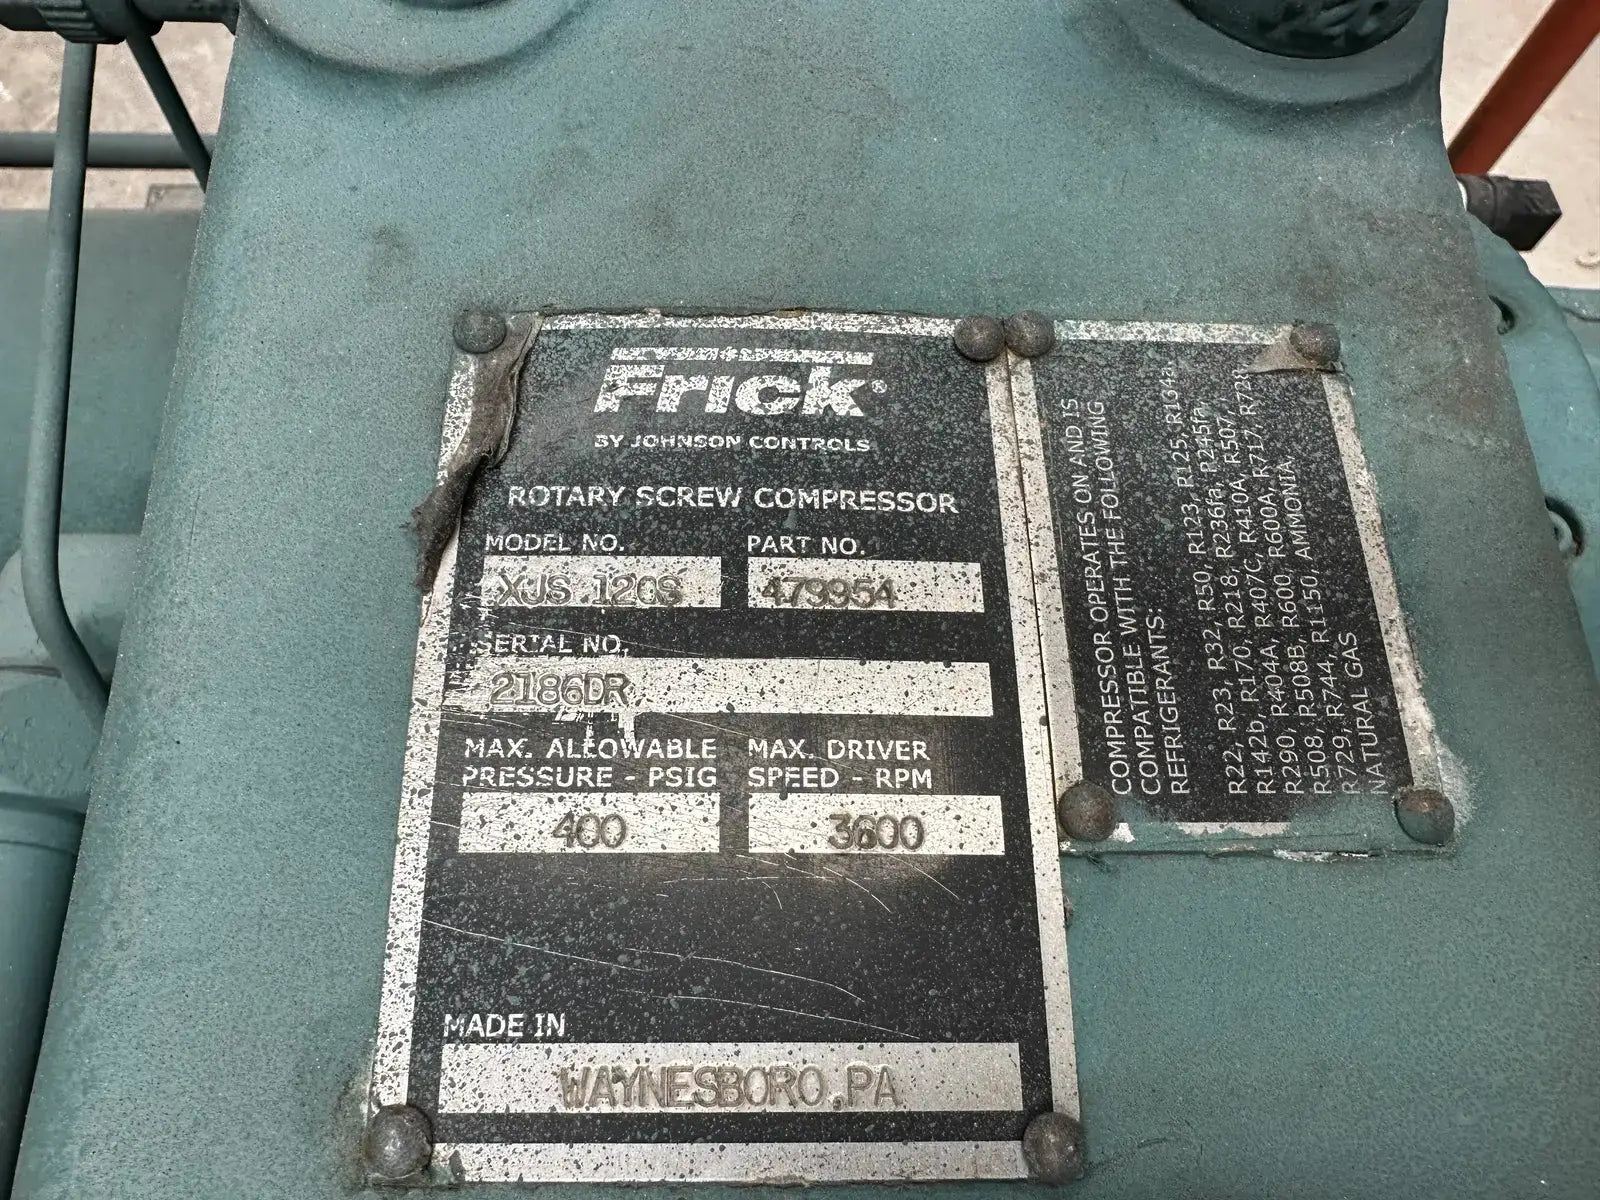 Frick®
BY JOHNSON CONTROLS
ROTARY SCREW COMPRESSOR
MODEL NO. PART NO.
XJS 120S 479954
SERIAL NO.
2186DR
MAX. ALLOWABLE MAX. DRIVER
PRESSURE - PSIG SPEED - RPM
400 3600
MADE IN
WAYNESBORO, PA
COMPRESSOR OPERATES ON AND IS
COMPATIBLE WITH THE FOLLOWING
REFRIGERANTS:
R22, R23, R32, R50, R123, R125, R134a,
R142b, R170, R218, R236fa, R245fa,
R290, R404A, R407C, R410A, R507,
R508, R508B, R600, R600A, R717, R728,
R729, R744, R1150, AMMONIA,
NATURAL GAS